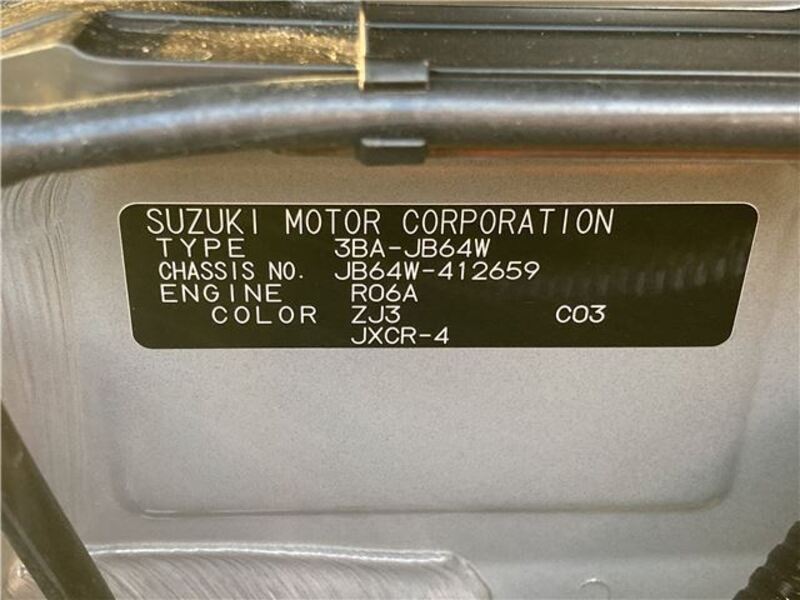 SUZUKI MOTOR CORPORATION
TYPE 3BA-JB64W
CHASSIS NO. JB64W-412659
ENGINE R06A
COLOR ZJ3 C03
JXCR-4